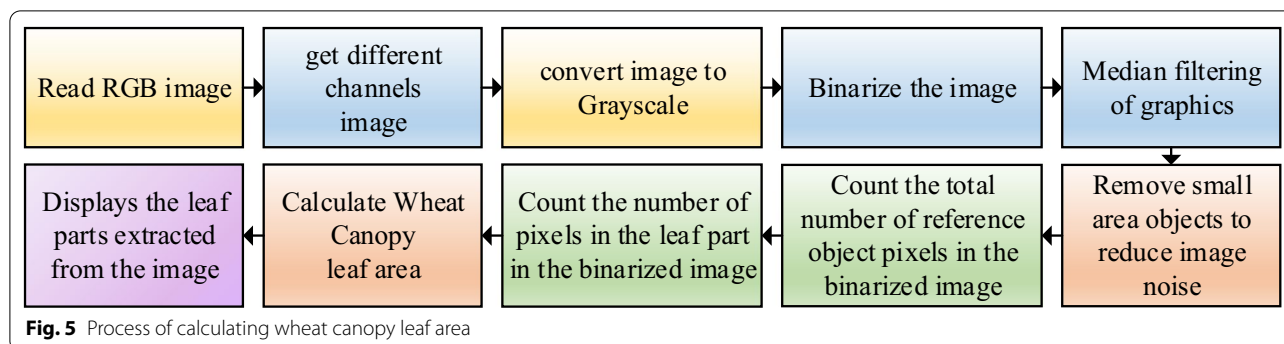 Read RGB image
get different
channels
image
convert image to
Grayscale
Binarize the image
Median filtering
of graphics
Remove small
area objects to
reduce image
noise
Count the total
number of reference
object pixels in the
binarized image
Count the number of
pixels in the leaf part
in the binarized image
Calculate Wheat
Canopy
leaf area
Displays the leaf
parts extracted
from the image
Fig. 5 Process of calculating wheat canopy leaf area